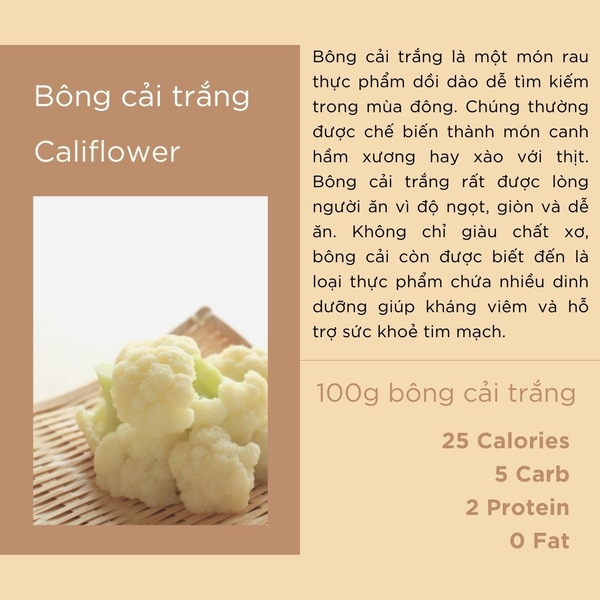 Bông cải trắng
Califlower
Bông cải trắng là một món rau
thực phẩm dồi dào dễ tìm kiếm
trong mùa đông. Chúng thường
được chế biến thành món canh
hầm xương hay xào với thịt.
Bông cải trắng rất được lòng
người ăn vì độ ngọt, giòn và dễ
ăn. Không chỉ giàu chất xơ,
bông cải còn được biết đến là
loại thực phẩm chứa nhiều dinh
dưỡng giúp kháng viêm và hỗ
trợ sức khoẻ tim mạch.
100g bông cải trắng
25 Calories
5 Carb
2 Protein
0 Fat